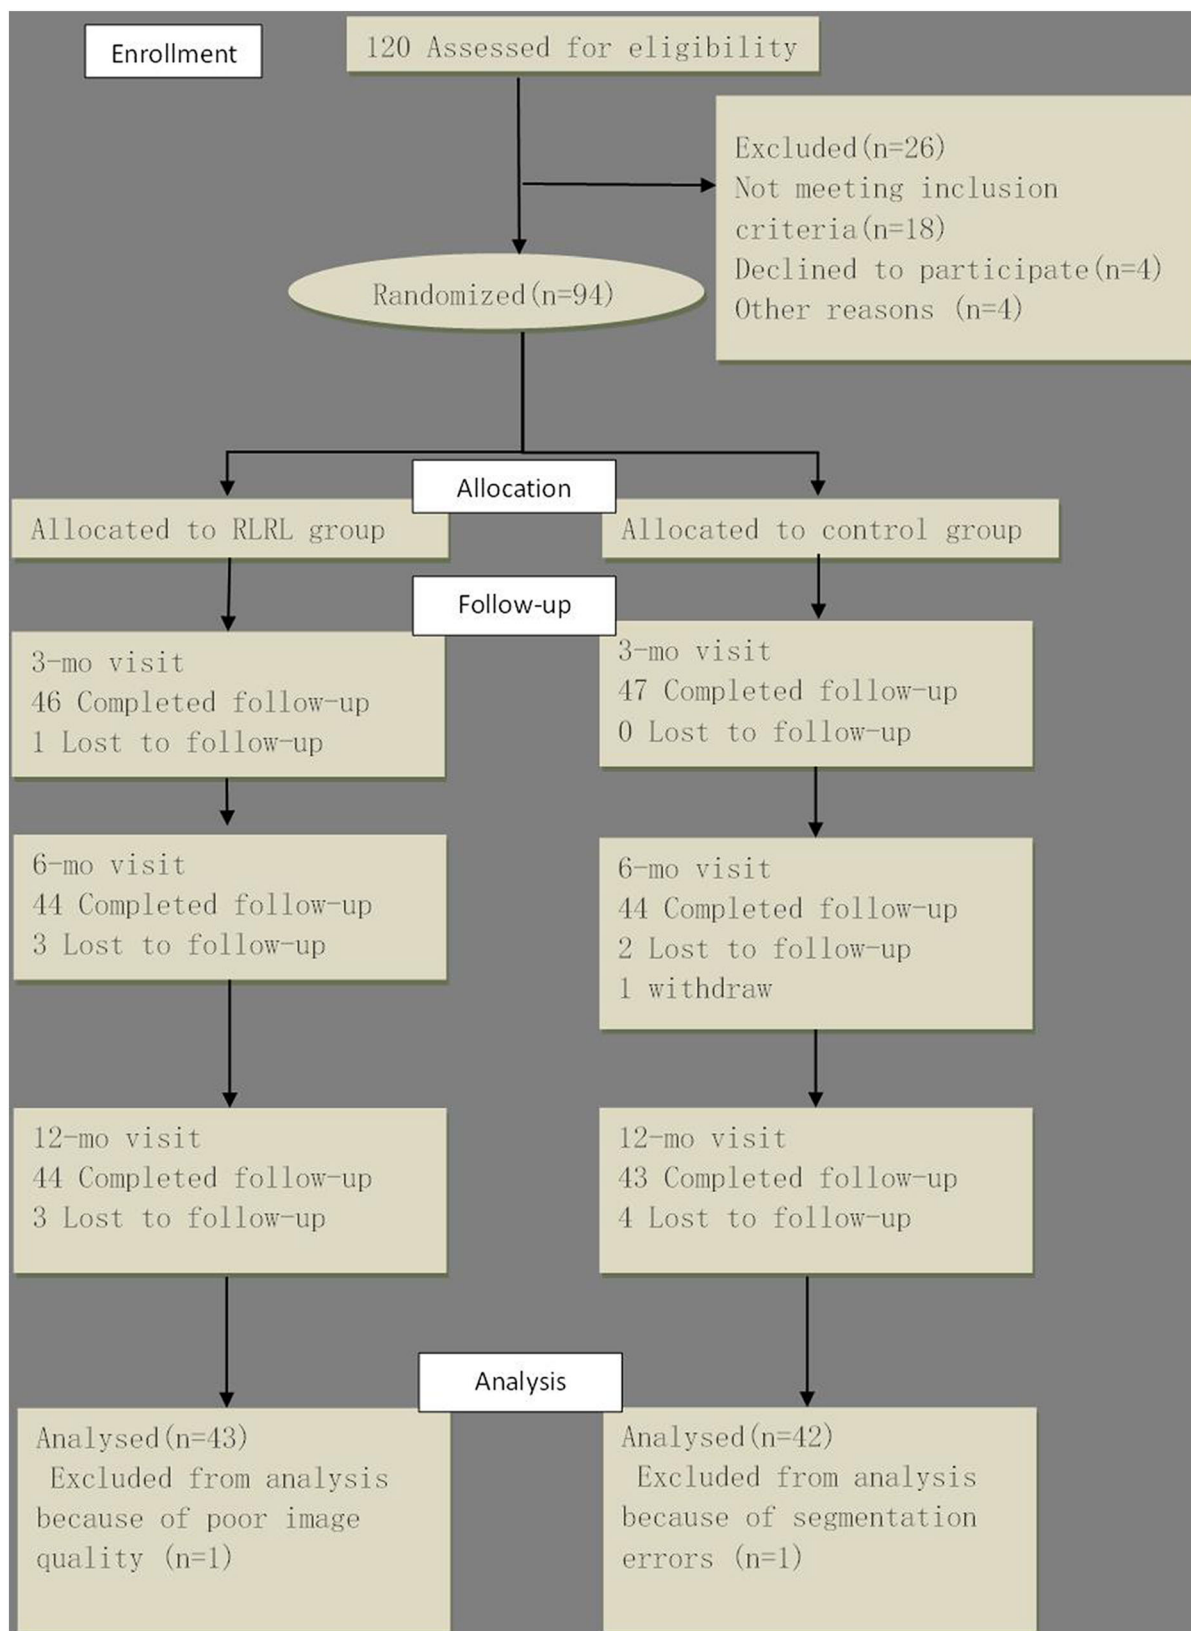 Enrollment
120 Assessed for eligibility
Excluded(n=26)
Not meeting inclusion
criteria(n=18)
Declined to participate(n=4)
Other reasons (n=4)
Randomized(n=94)
Allocation
Allocated to RLRL group
Allocated to control group
Follow-up
3-mo visit
46 Completed follow-up
1 Lost to follow-up
3-mo visit
47 Completed follow-up
0 Lost to follow-up
6-mo visit
44 Completed follow-up
3 Lost to follow-up
6-mo visit
44 Completed follow-up
2 Lost to follow-up
1 withdraw
12-mo visit
44 Completed follow-up
3 Lost to follow-up
12-mo visit
43 Completed follow-up
4 Lost to follow-up
Analysis
Analysed(n=43)
Excluded from analysis
because of poor image
quality (n=1)
Analysed(n=42)
Excluded from analysis
because of segmentation
errors (n=1)